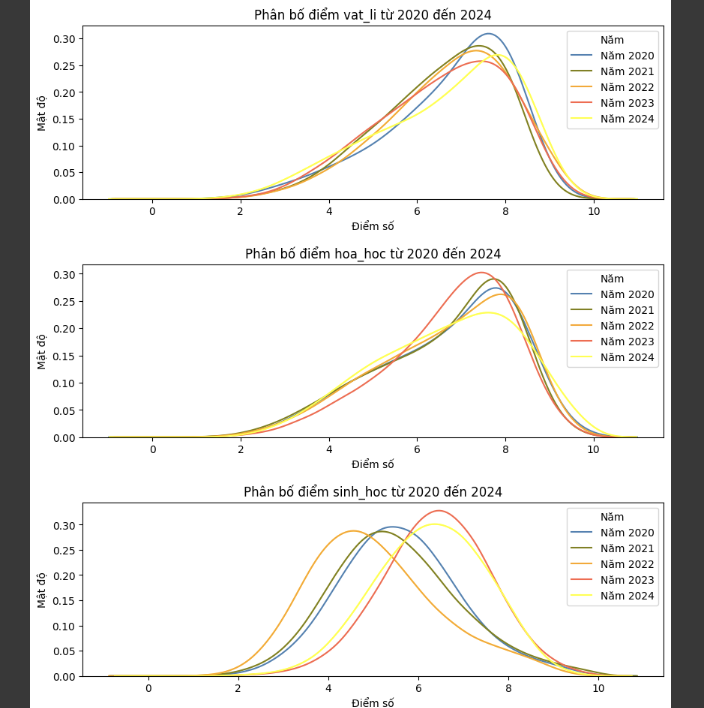 Phân bố điểm vat_li từ 2020 đến 2024
0.30
0.25
0.20
0.15
0.10
0.05
0.00
Mật độ
0 2 4 6 8 10
Điểm số
Năm
Năm 2020
Năm 2021
Năm 2022
Năm 2023
Năm 2024
Phân bố điểm hoa_hoc từ 2020 đến 2024
0.30
0.25
0.20
0.15
0.10
0.05
0.00
Mật độ
0 2 4 6 8 10
Điểm số
Năm
Năm 2020
Năm 2021
Năm 2022
Năm 2023
Năm 2024
Phân bố điểm sinh_hoc từ 2020 đến 2024
0.30
0.25
0.20
0.15
0.10
0.05
0.00
Mật độ
0 2 4 6 8 10
Điểm số
Năm
Năm 2020
Năm 2021
Năm 2022
Năm 2023
Năm 2024